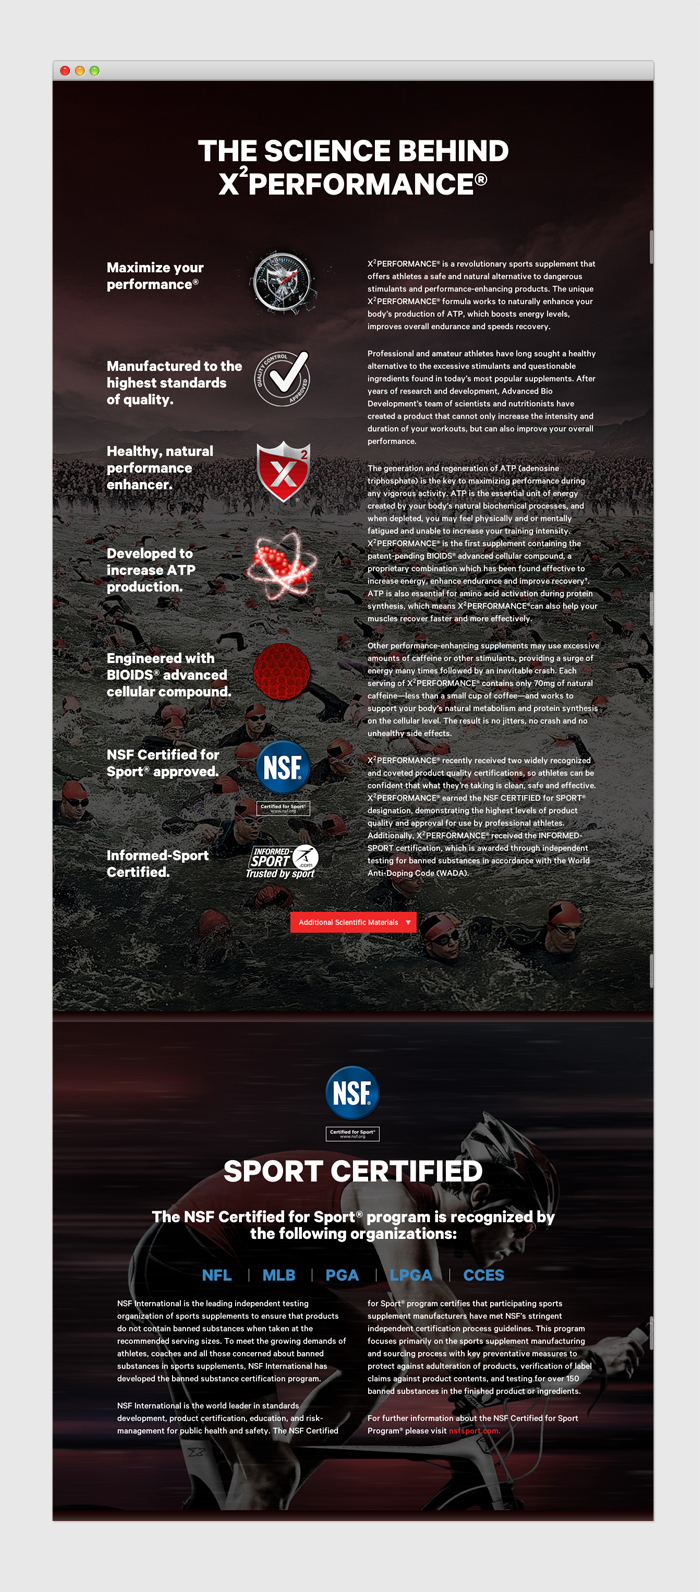 THE SCIENCE BEHIND
X²PERFORMANCE®
Maximize your
performance®
Manufactured to the
highest standards
of quality.
QUALITY CONTROL
APPROVED
Healthy, natural
performance
enhancer.
X2
Developed to
increase ATP
production.
Engineered with
BIOIDS® advanced
cellular compound.
NSF Certified for
Sport® approved.
NSF®
Certified for Sport®
www.nsf.org
Informed-Sport
Certified.
INFORMED-
SPORT
.com
Trusted by sport
X²PERFORMANCE® is a revolutionary sports supplement that
offers athletes a safe and natural alternative to dangerous
stimulants and performance-enhancing products. The unique
X²PERFORMANCE® formula works to naturally enhance your
body's production of ATP, which boosts energy levels,
improves overall endurance and speeds recovery.
Professional and amateur athletes have long sought a healthy
alternative to the excessive stimulants and questionable
ingredients found in today's most popular supplements. After
years of research and development, Advanced Bio
Development's team of scientists and nutritionists have
created a product that cannot only increase the intensity and
duration of your workouts, but can also improve your overall
performance.
The generation and regeneration of ATP (adenosine
triphosphate) is the key to maximizing performance during
any vigorous activity. ATP is the essential unit of energy
created by your body's natural biochemical processes, and
when depleted, you may feel physically and or mentally
fatigued and unable to increase your training intensity.
X²PERFORMANCE® is the first supplement containing the
patent-pending BIOIDS® advanced cellular compound, a
proprietary combination which has been found effective to
increase energy, enhance endurance and improve recovery†.
ATP is also essential for amino acid activation during protein
synthesis, which means X²PERFORMANCE®can also help your
muscles recover faster and more effectively.
Other performance-enhancing supplements may use excessive
amounts of caffeine or other stimulants, providing a surge of
energy many times followed by an inevitable crash. Each
serving of X²PERFORMANCE® contains only 70mg of natural
caffeine—less than a small cup of coffee—and works to
support your body's natural metabolism and protein synthesis
on the cellular level. The result is no jitters, no crash and no
unhealthy side effects.
X²PERFORMANCE® recently received two widely recognized
and coveted product quality certifications, so athletes can be
confident that what they're taking is clean, safe and effective.
X²PERFORMANCE® earned the NSF CERTIFIED for SPORT®
designation, demonstrating the highest levels of product
quality and approval for use by professional athletes.
Additionally, X²PERFORMANCE® received the INFORMED-
SPORT certification, which is awarded through independent
testing for banned substances in accordance with the World
Anti-Doping Code (WADA).
Additional Scientific Materials
NSF®
Certified for Sport®
www.nsf.org
SPORT CERTIFIED
The NSF Certified for Sport® program is recognized by
the following organizations:
NFL | MLB | PGA | LPGA | CCES
NSF International is the leading independent testing
organization of sports supplements to ensure that products
do not contain banned substances when taken at the
recommended serving sizes. To meet the growing demands of
athletes, coaches and all those concerned about banned
substances in sports supplements, NSF International has
developed the banned substance certification program.
NSF International is the world leader in standards
development, product certification, education, and risk-
management for public health and safety. The NSF Certified
for Sport® program certifies that participating sports
supplement manufacturers have met NSF's stringent
independent certification process guidelines. This program
focuses primarily on the sports supplement manufacturing
and sourcing process with key preventative measures to
protect against adulteration of products, verification of label
claims against product contents, and testing for over 150
banned substances in the finished product or ingredients.
For further information about the NSF Certified for Sport
Program® please visit nsfsport.com.